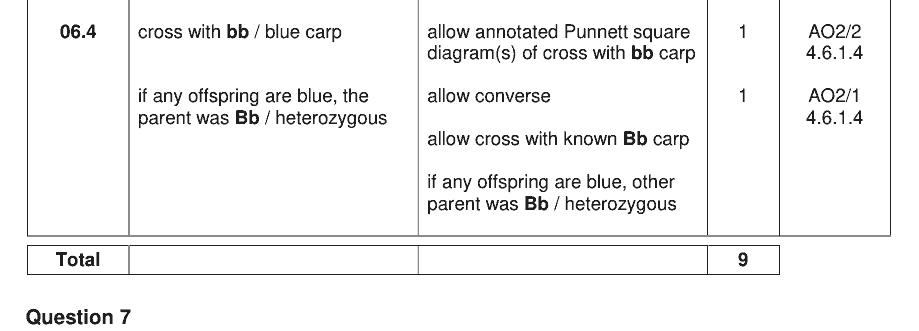 06.4 cross with bb / blue carp allow annotated Punnett square 1 AO2/2
diagram(s) of cross with bb carp 4.6.1.4
if any offspring are blue, the allow converse 1 AO2/1
parent was Bb / heterozygous 4.6.1.4
allow cross with known Bb carp
if any offspring are blue, other
parent was Bb / heterozygous
Total 9
Question 7